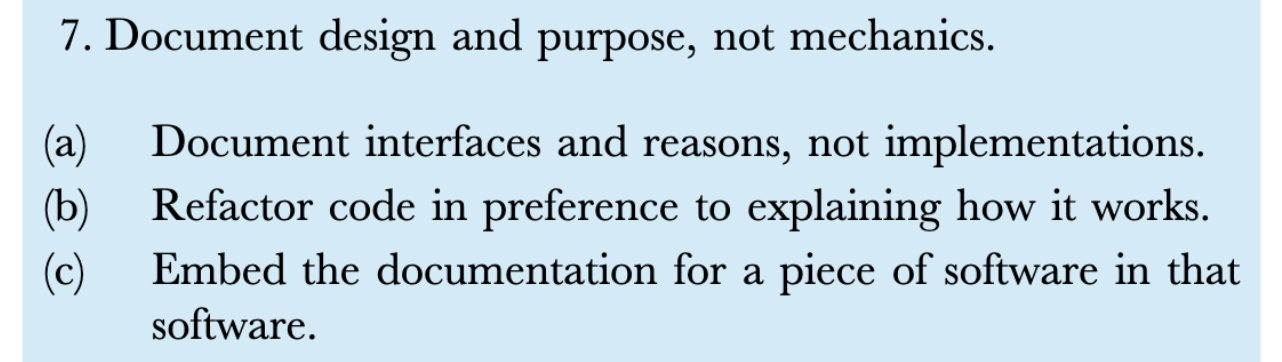 7. Document design and purpose, not mechanics.
(a) Document interfaces and reasons, not implementations.
(b) Refactor code in preference to explaining how it works.
(c) Embed the documentation for a piece of software in that
software.